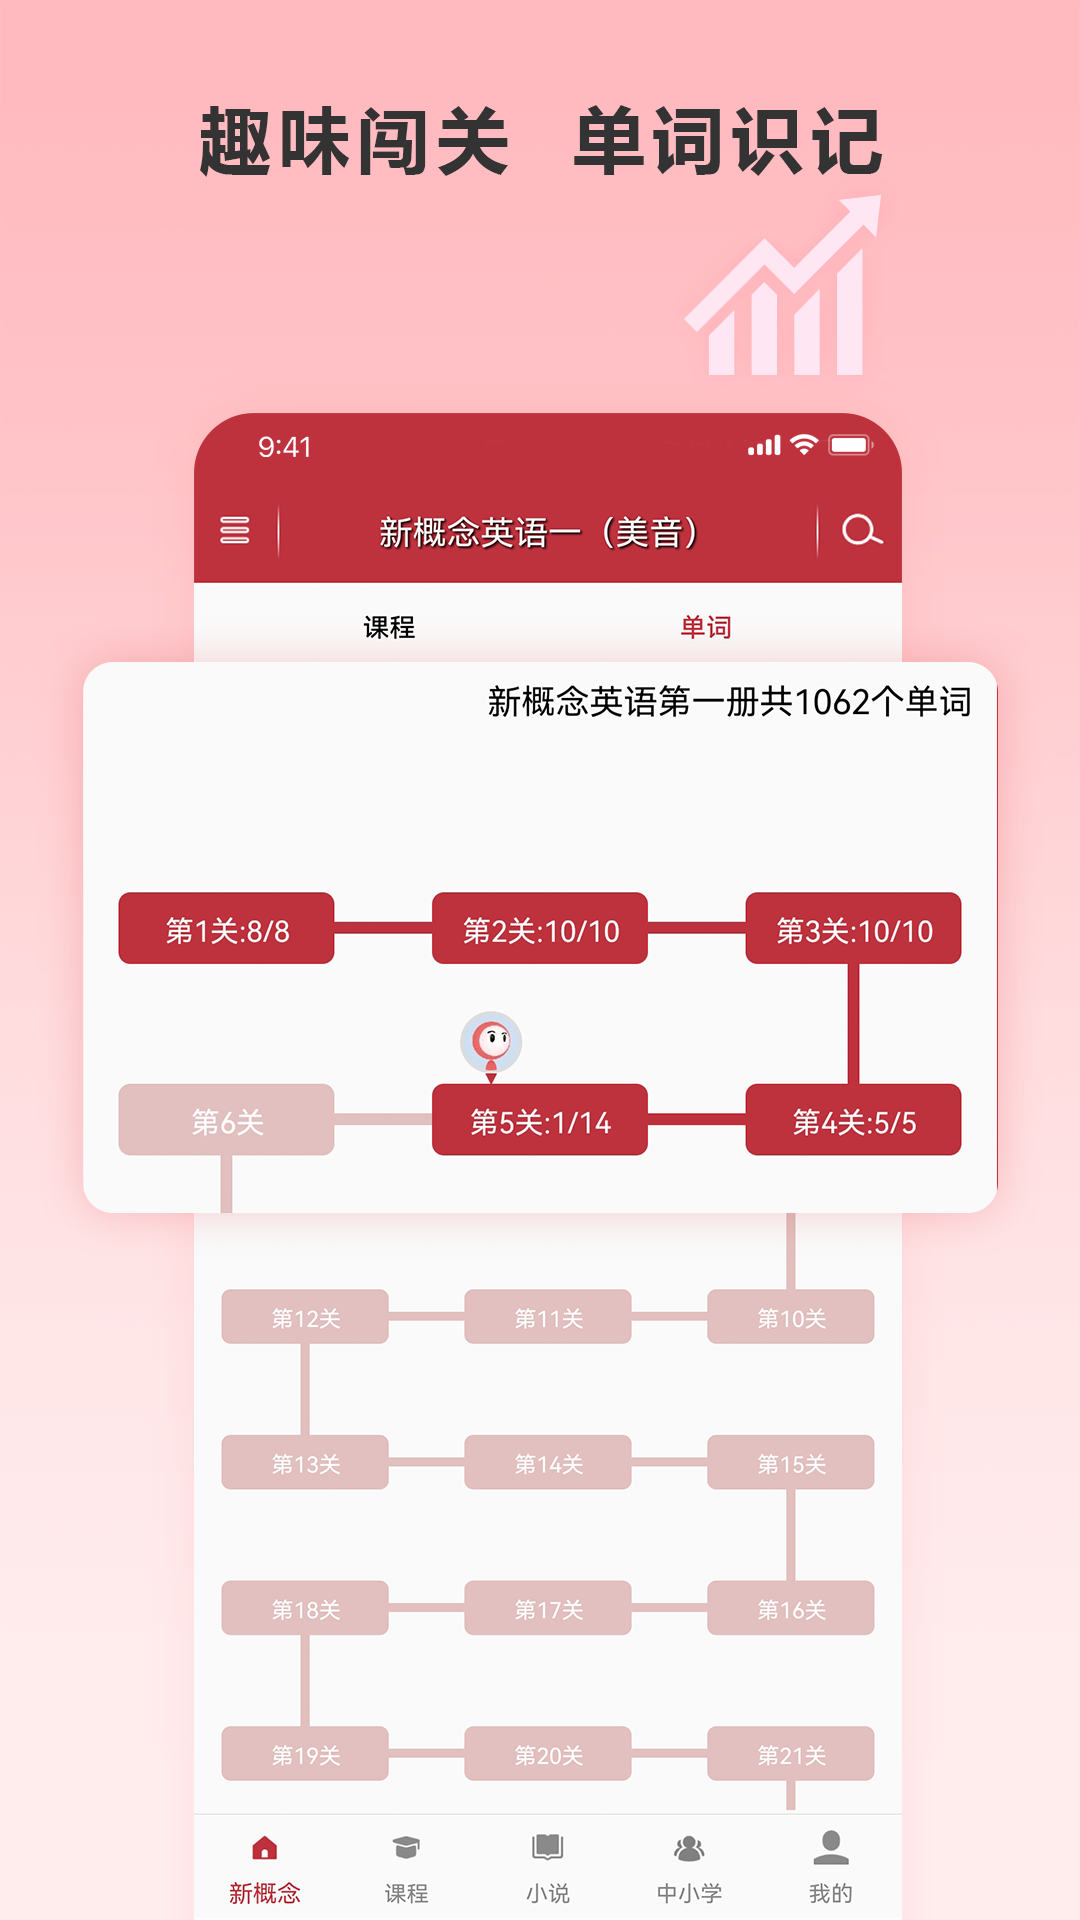 趣味闯关 单词识记
9:41
新概念英语一（美音）
课程 单词
新概念英语第一册共1062个单词
第1关:8/8 第2关:10/10 第3关:10/10
第6关 第5关:1/14 第4关:5/5
第12关 第11关 第10关
第13关 第14关 第15关
第18关 第17关 第16关
第19关 第20关 第21关
新概念 课程 小说 中小学 我的